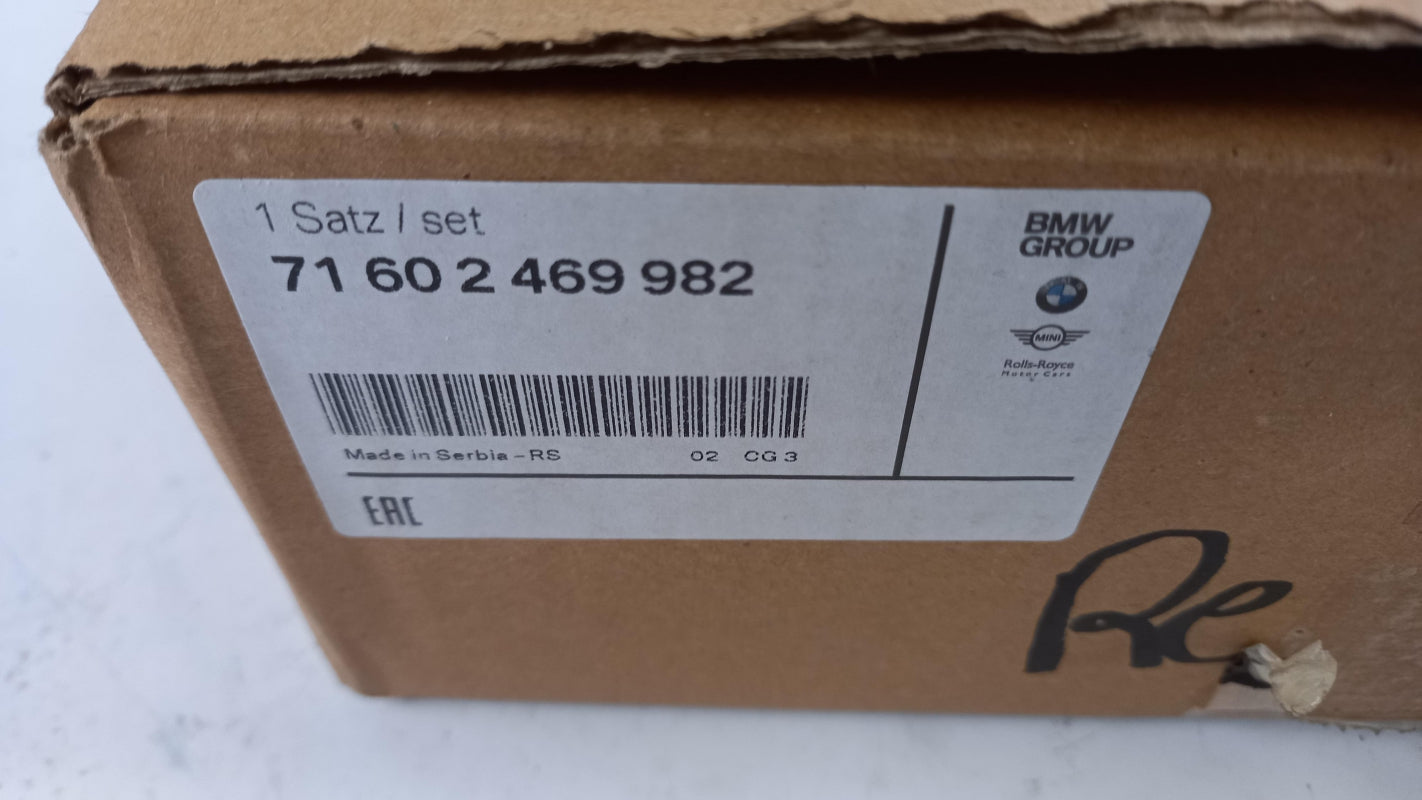 1 Satz / set
71 60 2 469 982
Made in Serbia – RS 02 CG 3
EAC
BMW
GROUP
MINI
Rolls-Royce
Motor Cars
Re